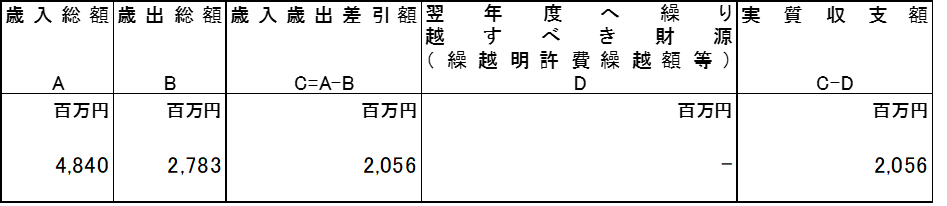 歳入総額 歳出総額 歳入歳出差引額 翌年度へ繰り 実質収支額
越すべき財源
(繰越明許費繰越額等)
A B C=A-B D C-D
百万円 百万円 百万円 百万円 百万円
4,840 2,783 2,056 - 2,056